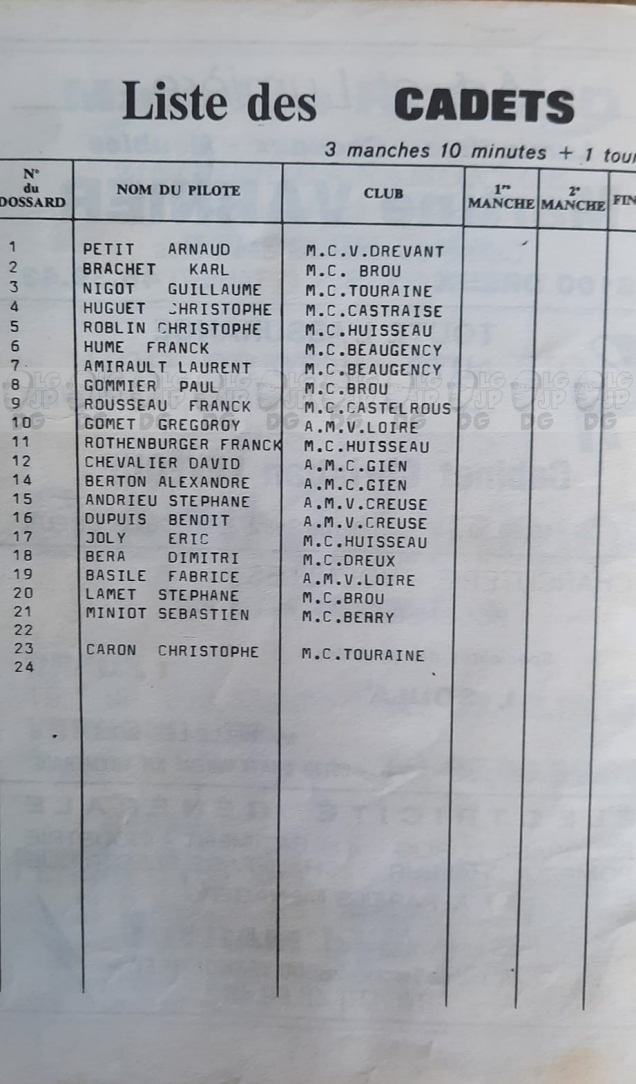 Liste des CADETS
3 manches 10 minutes + 1 tour
N° du DOSSARD NOM DU PILOTE CLUB 1re MANCHE 2e MANCHE FIN
1 PETIT ARNAUD M.C.V.DREVANT
2 BRACHET KARL M.C. BROU
3 NIGOT GUILLAUME M.C.TOURAINE
4 HUGUET CHRISTOPHE M.C.CASTRAISE
5 ROBLIN CHRISTOPHE M.C.HUISSEAU
6 HUME FRANCK M.C.BEAUGENCY
7 AMIRAULT LAURENT M.C.BEAUGENCY
8 GOMMIER PAUL M.C.BROU
9 ROUSSEAU FRANCK M.C.CASTELROUS
10 GOMET GREGOROY A.M.V.LOIRE
11 ROTHENBURGER FRANCK M.C.HUISSEAU
12 CHEVALIER DAVID A.M.C.GIEN
14 BERTON ALEXANDRE A.M.C.GIEN
15 ANDRIEU STEPHANE A.M.V.CREUSE
16 DUPUIS BENOIT A.M.V.CREUSE
17 JOLY ERIC M.C.HUISSEAU
18 BERA DIMITRI M.C.DREUX
19 BASILE FABRICE A.M.V.LOIRE
20 LAMET STEPHANE M.C.BROU
21 MINIOT SEBASTIEN M.C.BERRY
22
23 CARON CHRISTOPHE M.C.TOURAINE
24